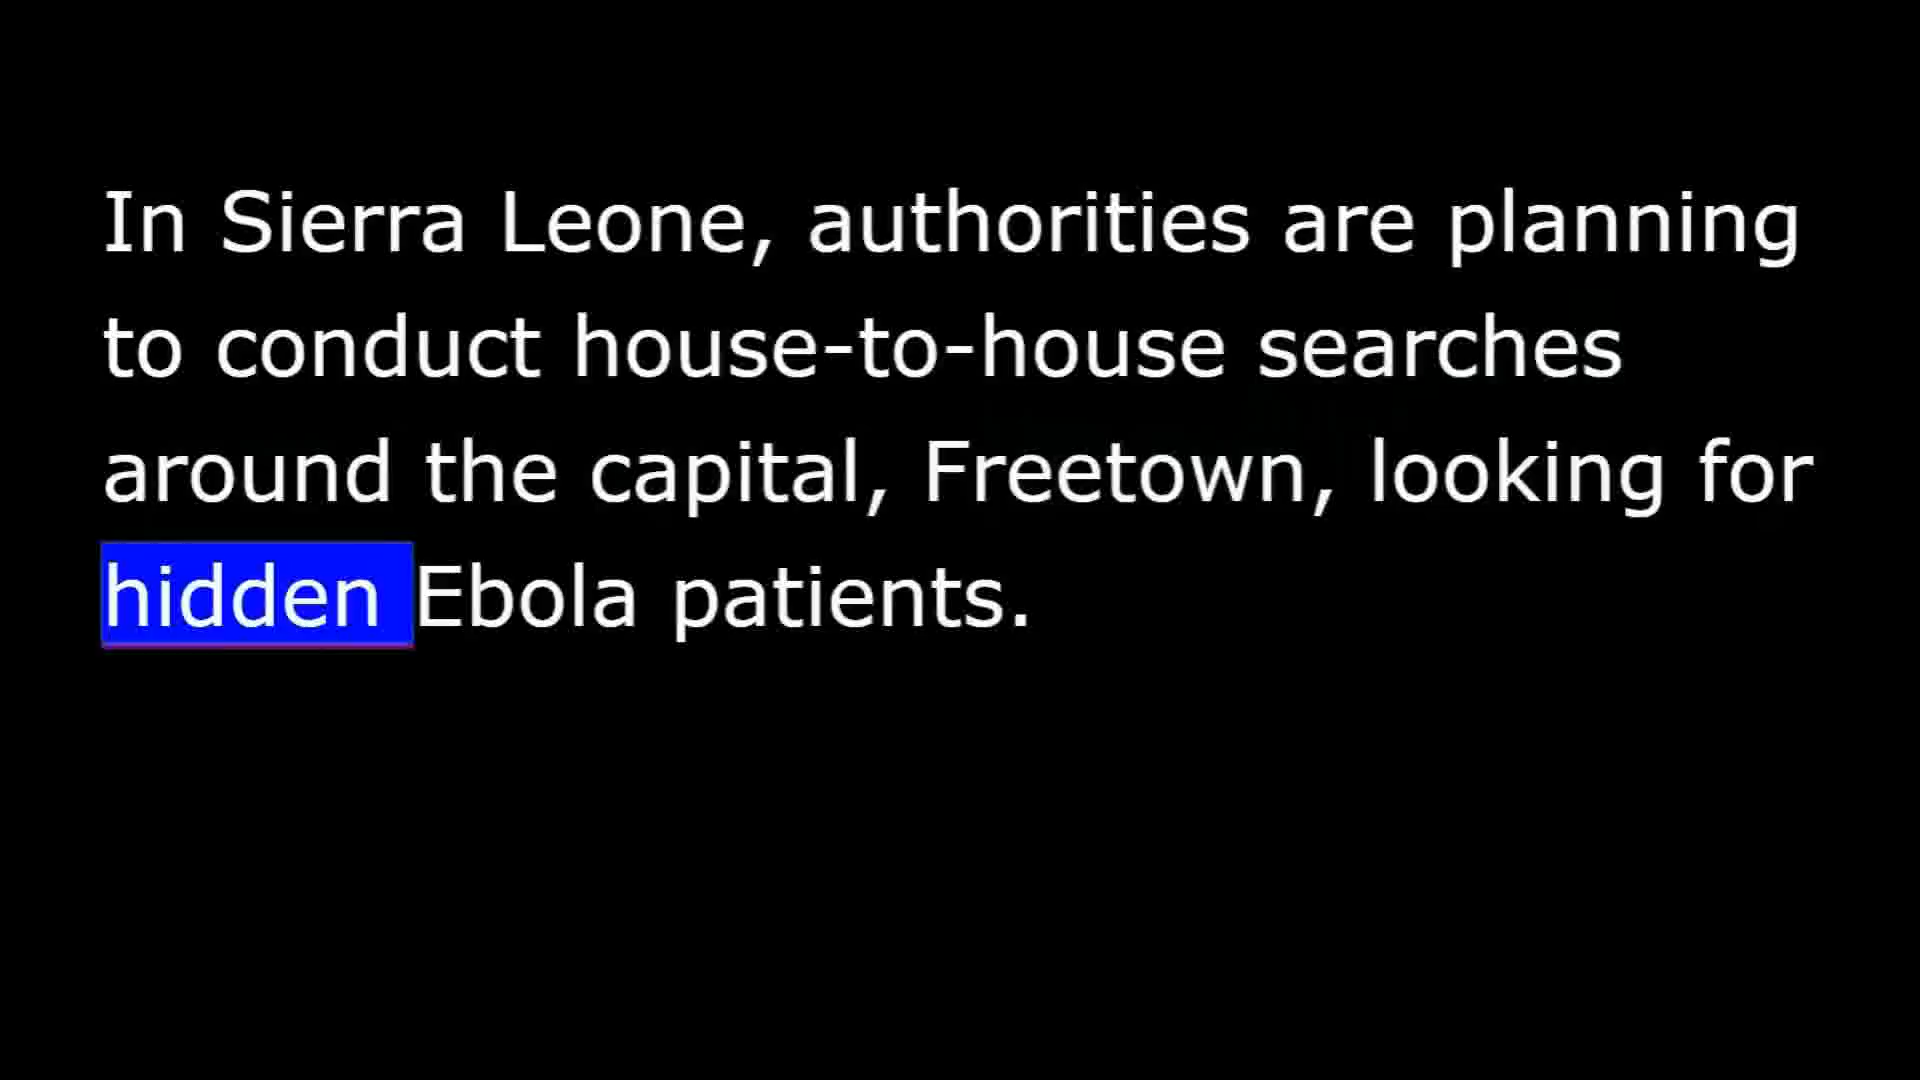 In Sierra Leone, authorities are planning
to conduct house-to-house searches
around the capital, Freetown, looking for
hidden Ebola patients.